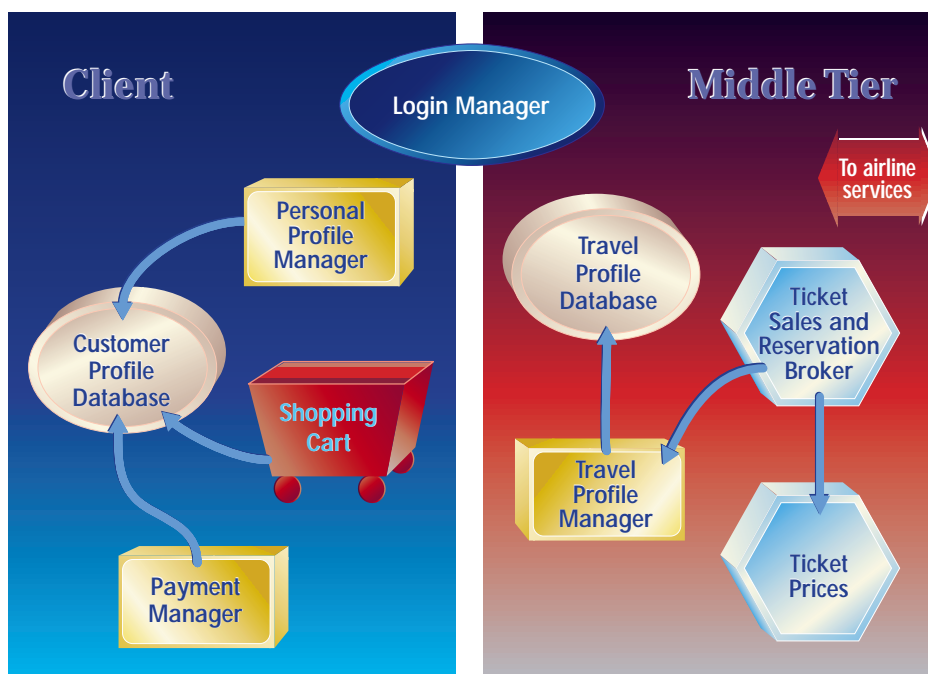 Client
Login Manager
Middle Tier
To airline
services
Personal
Profile
Manager
Customer
Profile
Database
Shopping
Cart
Payment
Manager
Travel
Profile
Database
Ticket
Sales and
Reservation
Broker
Travel
Profile
Manager
Ticket
Prices